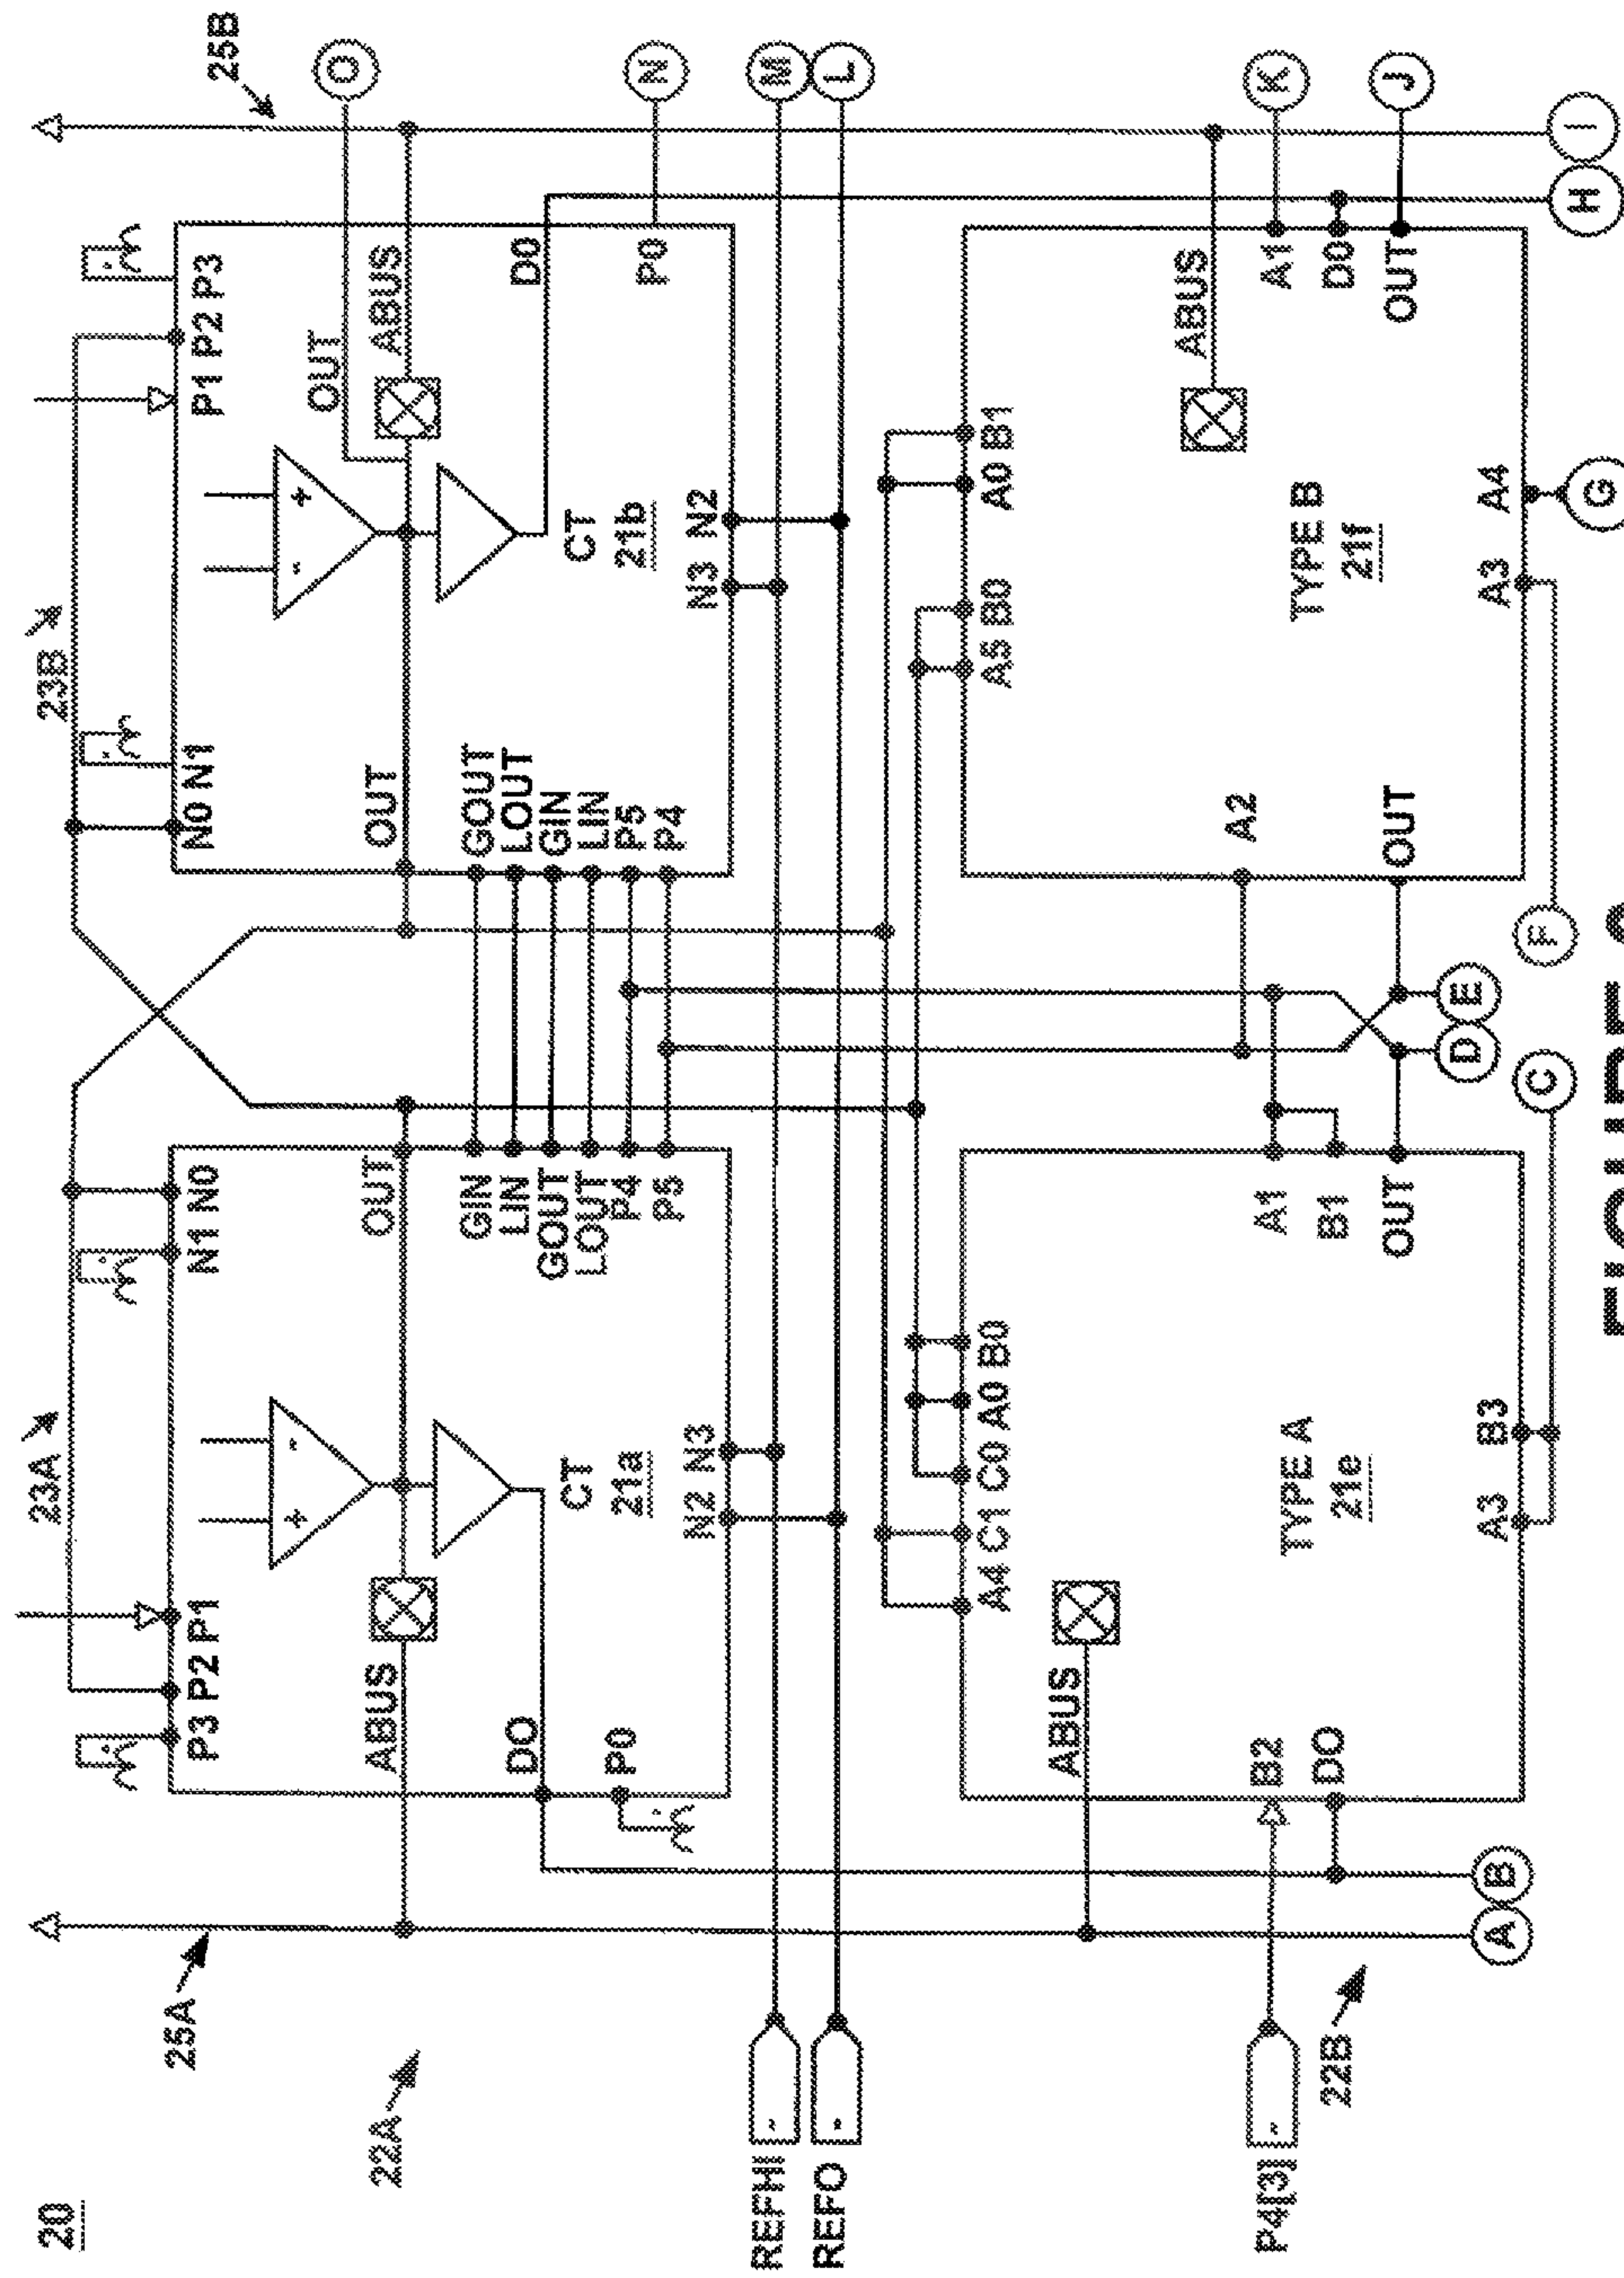 20
25A
23A
23B
25B
22A
P3 P2 P1
N1 N0
N0 N1
P1 P2 P3
+
-
-
+
ABUS
OUT
OUT
OUT
ABUS
O
DO
GIN
LIN
GOUT
LOUT
P4
P5
GOUT
LOUT
GIN
LIN
P5
P4
D0
P0
CT
21a
CT
21b
P0
N
N2 N3
N3 N2
REFHI
M
REFO
L
A4 C1 C0 A0 B0
A5 B0
A0 B1
ABUS
ABUS
P4[3]
B2
DO
TYPE A
21e
A1
B1
OUT
A2
OUT
TYPE B
21f
A1
D0
OUT
K
J
22B
A3
B3
A3
A4
A
B
C
D
E
F
G
H
I